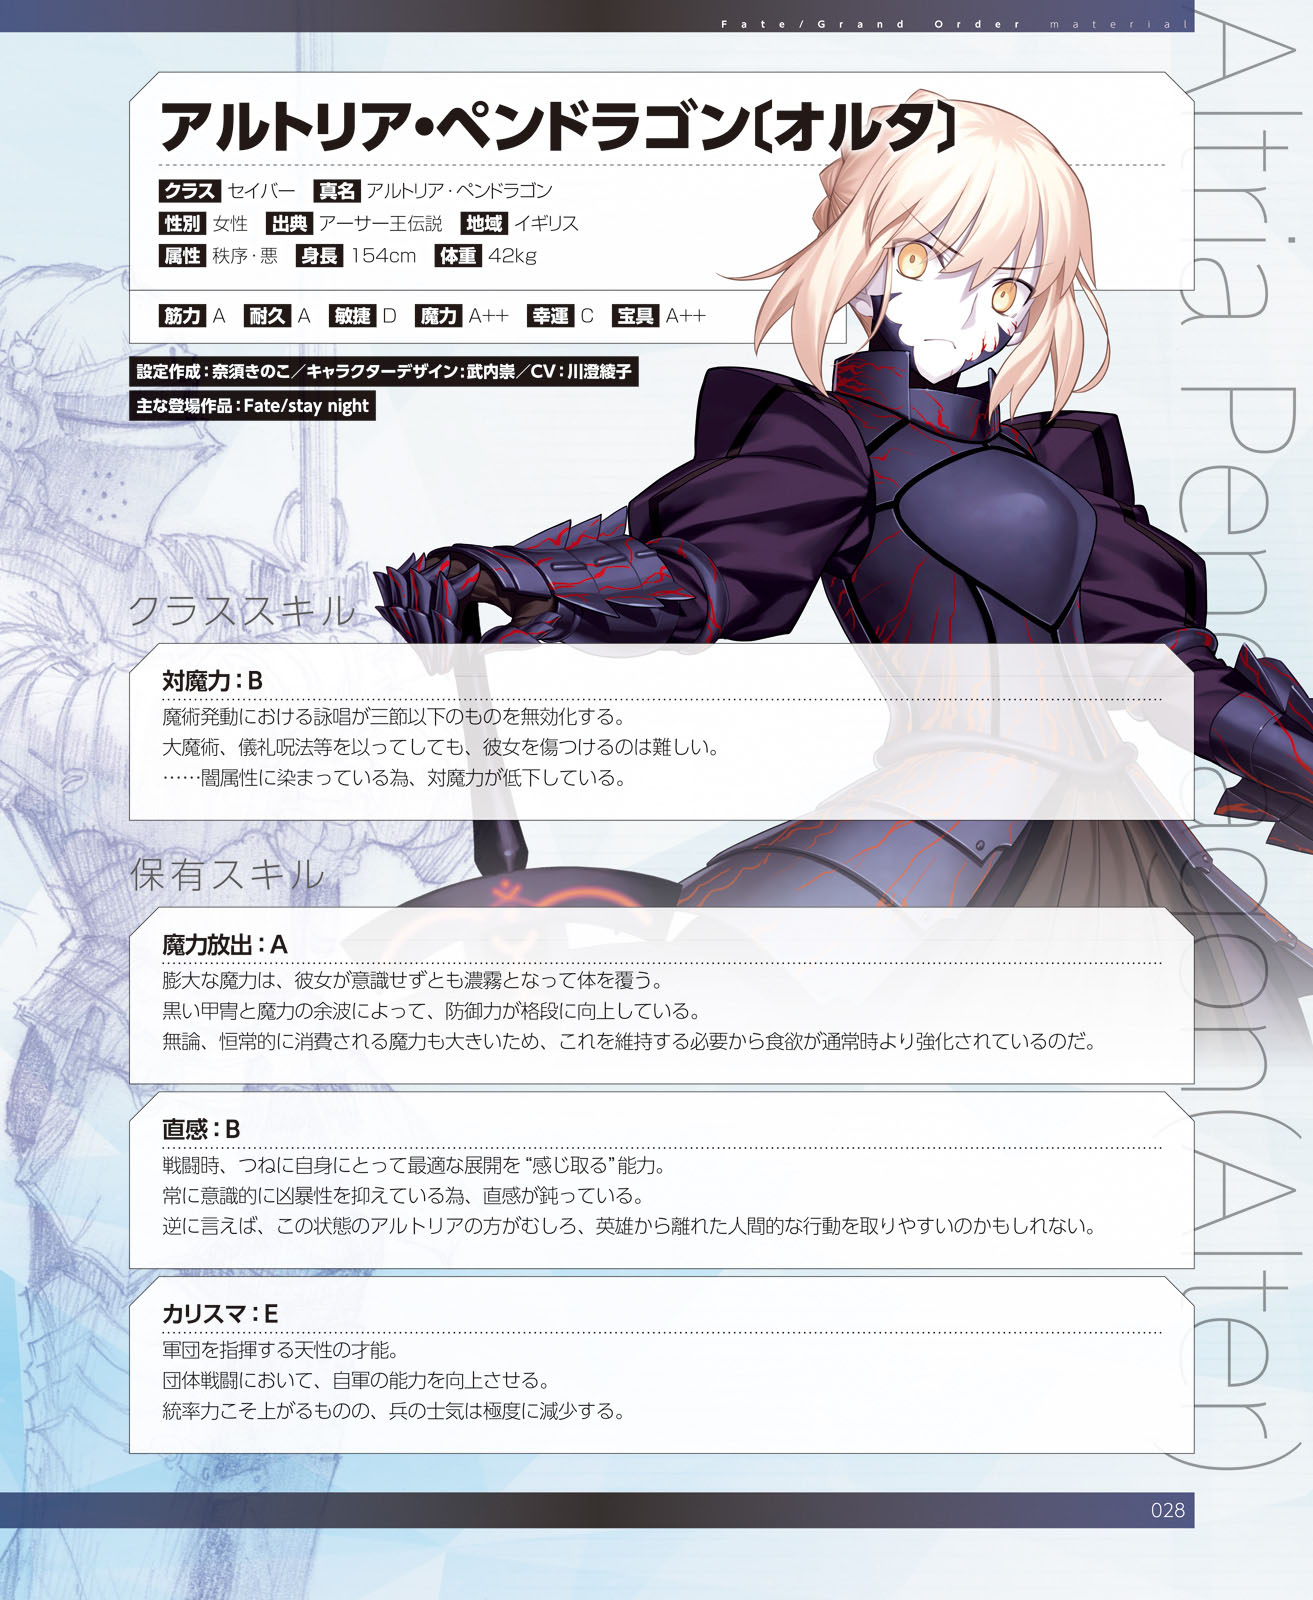 Fate/Grand Order material
アルトリア・ペンドラゴン〔オルタ〕
クラス セイバー 真名 アルトリア・ペンドラゴン
性別 女性 出典 アーサー王伝説 地域 イギリス
属性 秩序・悪 身長 154cm 体重 42kg
筋力 A 耐久 A 敏捷 D 魔力 A++ 幸運 C 宝具 A++
設定作成：奈須きのこ／キャラクターデザイン：武内崇／CV：川澄綾子
主な登場作品：Fate/stay night
クラススキル
対魔力：B
魔術発動における詠唱が三節以下のものを無効化する。
大魔術、儀礼呪法等を以ってしても、彼女を傷つけるのは難しい。
……闇属性に染まっている為、対魔力が低下している。
保有スキル
魔力放出：A
膨大な魔力は、彼女が意識せずとも濃霧となって体を覆う。
黒い甲冑と魔力の余波によって、防御力が格段に向上している。
無論、恒常的に消費される魔力も大きいため、これを維持する必要から食欲が通常時より強化されているのだ。
直感：B
戦闘時、つねに自身にとって最適な展開を“感じ取る”能力。
常に意識的に凶暴性を抑えている為、直感が鈍っている。
逆に言えば、この状態のアルトリアの方がむしろ、英雄から離れた人間的な行動を取りやすいのかもしれない。
カリスマ：E
軍団を指揮する天性の才能。
団体戦闘において、自軍の能力を向上させる。
統率力こそ上がるものの、兵の士気は極度に減少する。
028
Altria Pendragon(Alter)